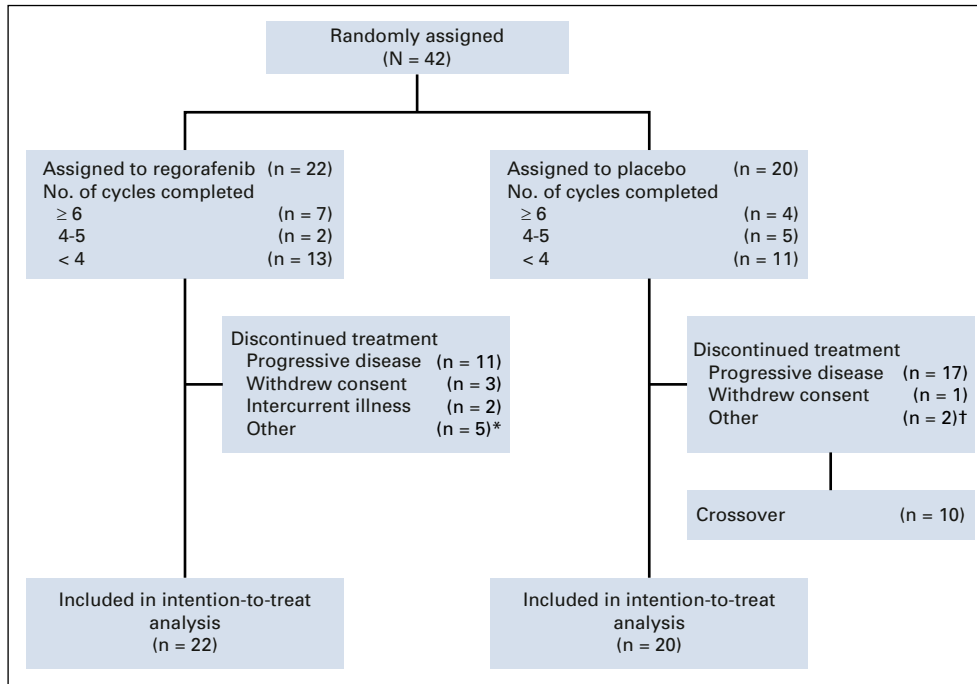 Randomly assigned
(N = 42)
Assigned to regorafenib (n = 22)
No. of cycles completed
≥ 6 (n = 7)
4-5 (n = 2)
< 4 (n = 13)
Assigned to placebo (n = 20)
No. of cycles completed
≥ 6 (n = 4)
4-5 (n = 5)
< 4 (n = 11)
Discontinued treatment
Progressive disease (n = 11)
Withdrew consent (n = 3)
Intercurrent illness (n = 2)
Other (n = 5)*
Discontinued treatment
Progressive disease (n = 17)
Withdrew consent (n = 1)
Other (n = 2)†
Crossover (n = 10)
Included in intention-to-treat
analysis
(n = 22)
Included in intention-to-treat
analysis
(n = 20)